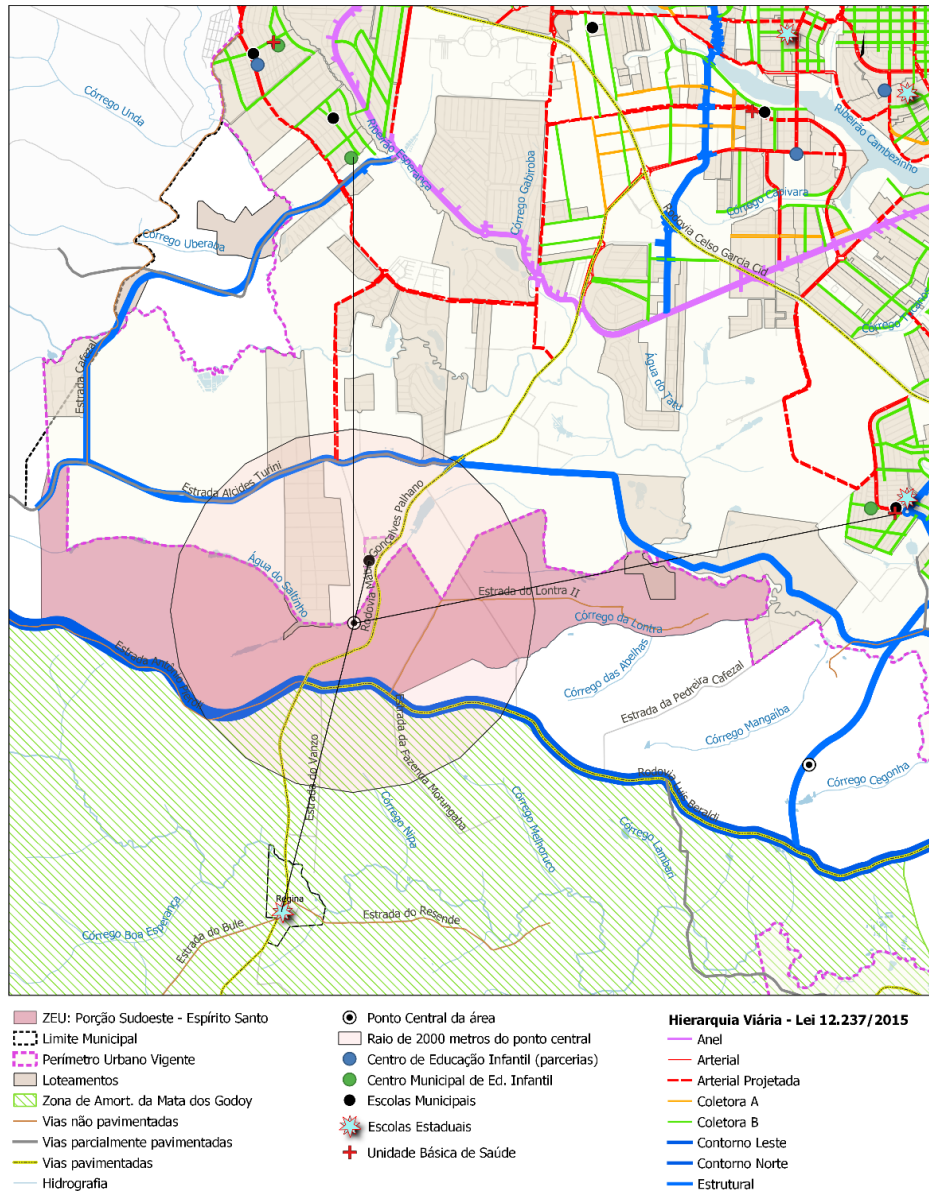 Córrego Unda
Ribeirão Esperança
Córrego Gabiroba
Ribeirão Cambezinho
Córrego Capivara
Rodovia Celso Garcia Cid
Córrego Uberaba
Água do Tatu
Estrada Cafezal
Estrada Alcides Turini
Água do Saltinho
Estrada do Lontra II
Córrego da Lontra
Córrego das Abelhas
Estrada da Pedreira Cafezal
Córrego Mangaíba
Córrego Cegonha
Estrada da Fazenda Morungaba
Estrada do Vanzo
Córrego Nipa
Córrego Melhoruco
Córrego Lambari
Regina
Estrada do Resende
Estrada do Bule
Córrego Boa Esperança
ZEU: Porção Sudoeste - Espírito Santo
Limite Municipal
Perímetro Urbano Vigente
Loteamentos
Zona de Amort. da Mata dos Godoy
Vias não pavimentadas
Vias parcialmente pavimentadas
Vias pavimentadas
Hidrografia
Ponto Central da área
Raio de 2000 metros do ponto central
Centro de Educação Infantil (parcerias)
Centro Municipal de Ed. Infantil
Escolas Municipais
Escolas Estaduais
Unidade Básica de Saúde
Hierarquia Viária - Lei 12.237/2015
Anel
Arterial
Arterial Projetada
Coletora A
Coletora B
Contorno Leste
Contorno Norte
Estrutural